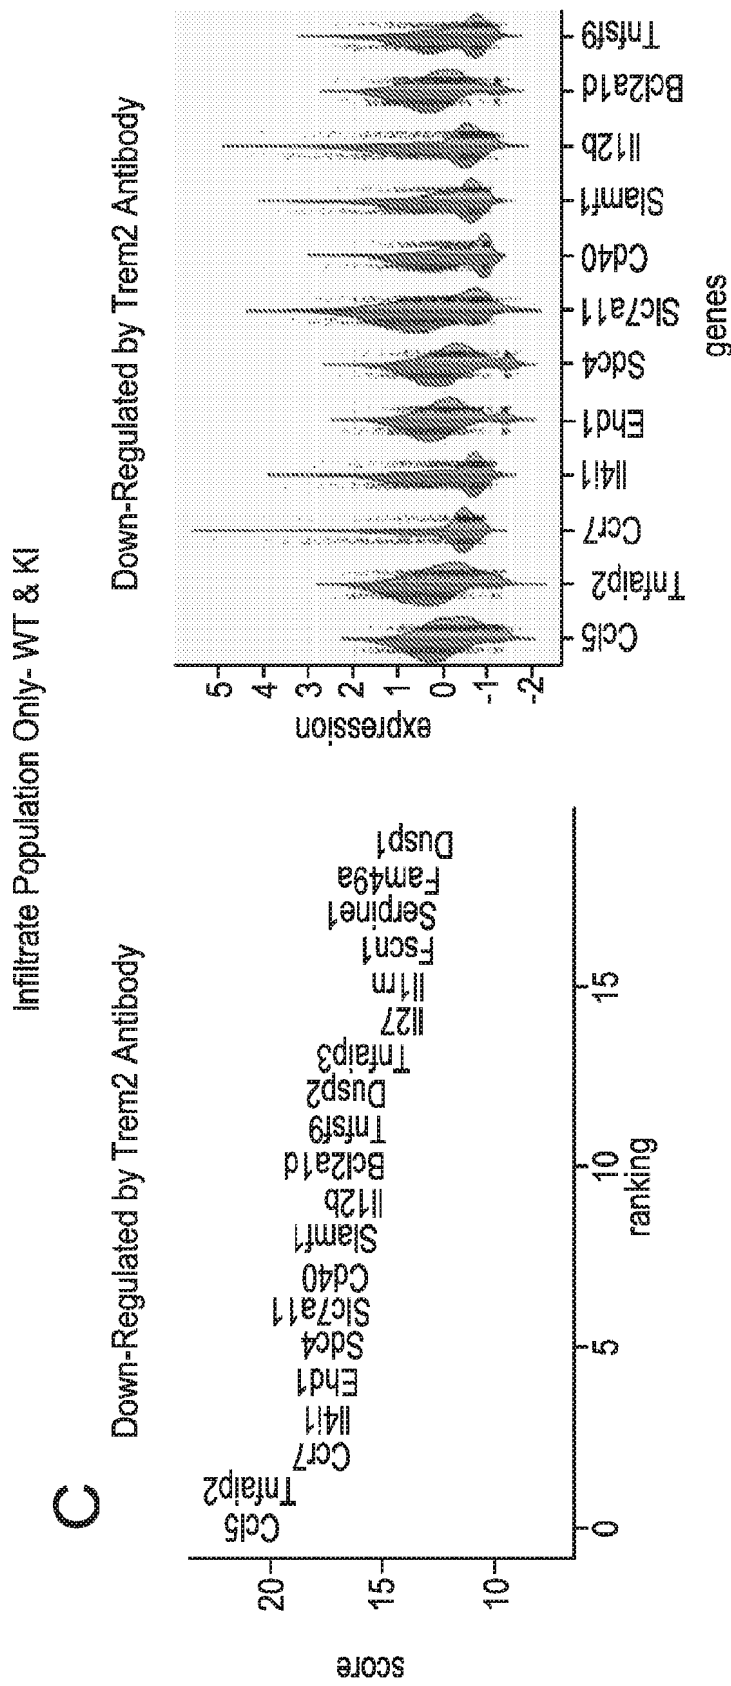 Infiltrate Population Only- WT & KI
C
Down-Regulated by Trem2 Antibody
score
20
15
10
Ccl5
Tnfaip2
Ccr7
Il4i1
Ehd1
Sdc4
Slc7a11
Cd40
Slamf1
Il12b
Bcl2a1d
Tnfsf9
Dusp2
Tnfaip3
Il27
Il1rn
Fscn1
Serpine1
Fam49a
Dusp1
0
5
10
15
ranking
Down-Regulated by Trem2 Antibody
expression
5
4
3
2
1
0
-1
-2
Ccl5
Tnfaip2
Ccr7
Il4i1
Ehd1
Sdc4
Slc7a11
Cd40
Slamf1
Il12b
Bcl2a1d
Tnfsf9
genes